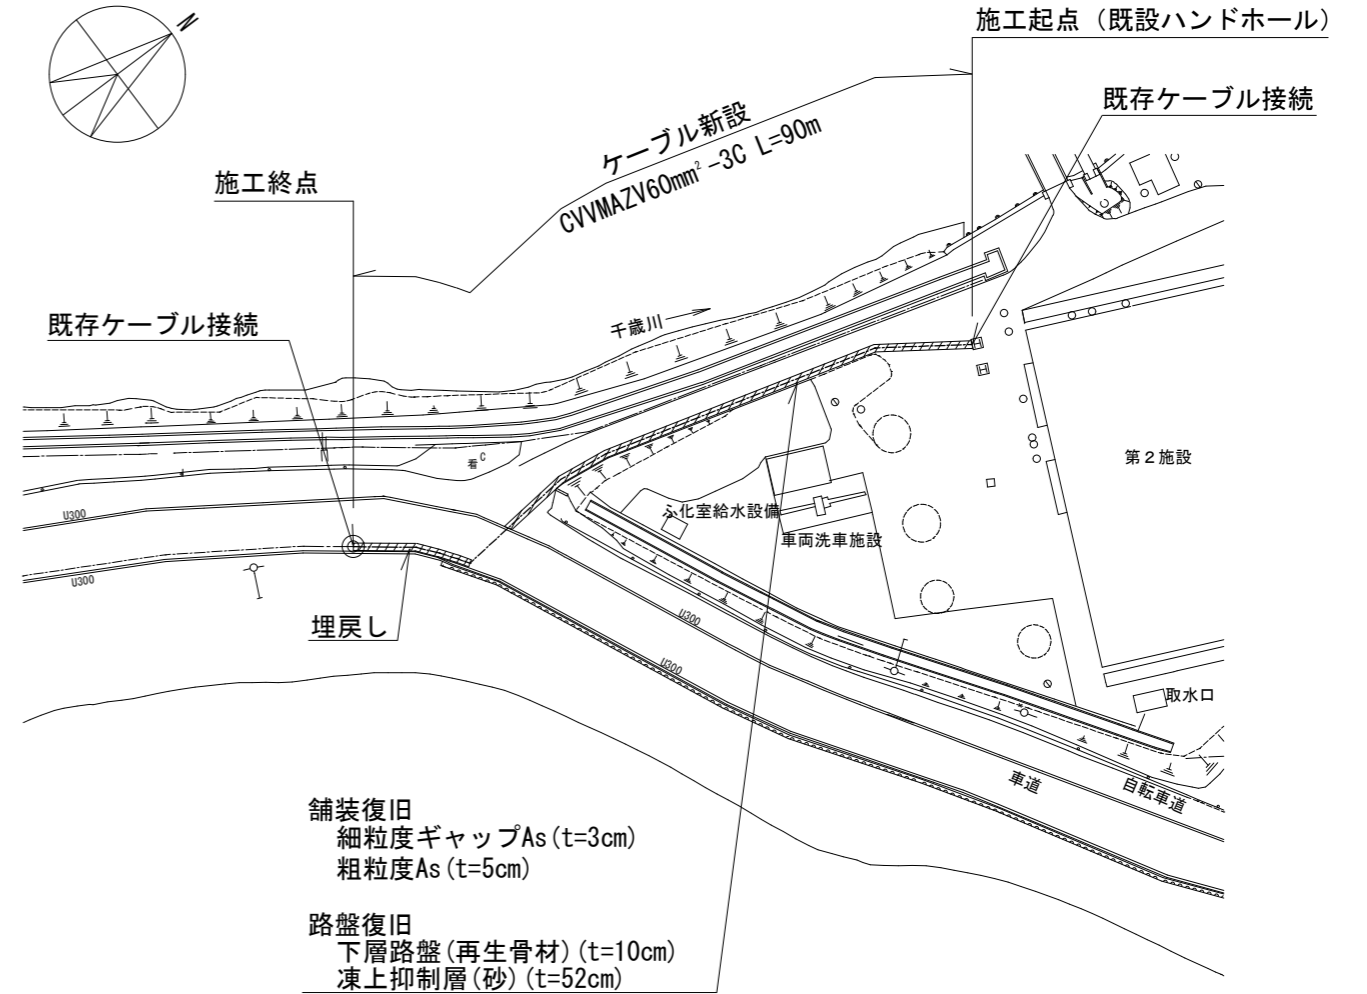 N
施工起点（既設ハンドホール）
既存ケーブル接続
ケーブル新設
CVVMAZV60mm²-3C L=90m
施工終点
既存ケーブル接続
千歳川
看C
第２施設
ふ化室給水設備
車両洗車施設
U300
U300
U300
U300
埋戻し
取水口
車道
自転車道
舗装復旧
細粒度ギャップAs(t=3cm)
粗粒度As(t=5cm)
路盤復旧
下層路盤(再生骨材)(t=10cm)
凍上抑制層(砂)(t=52cm)